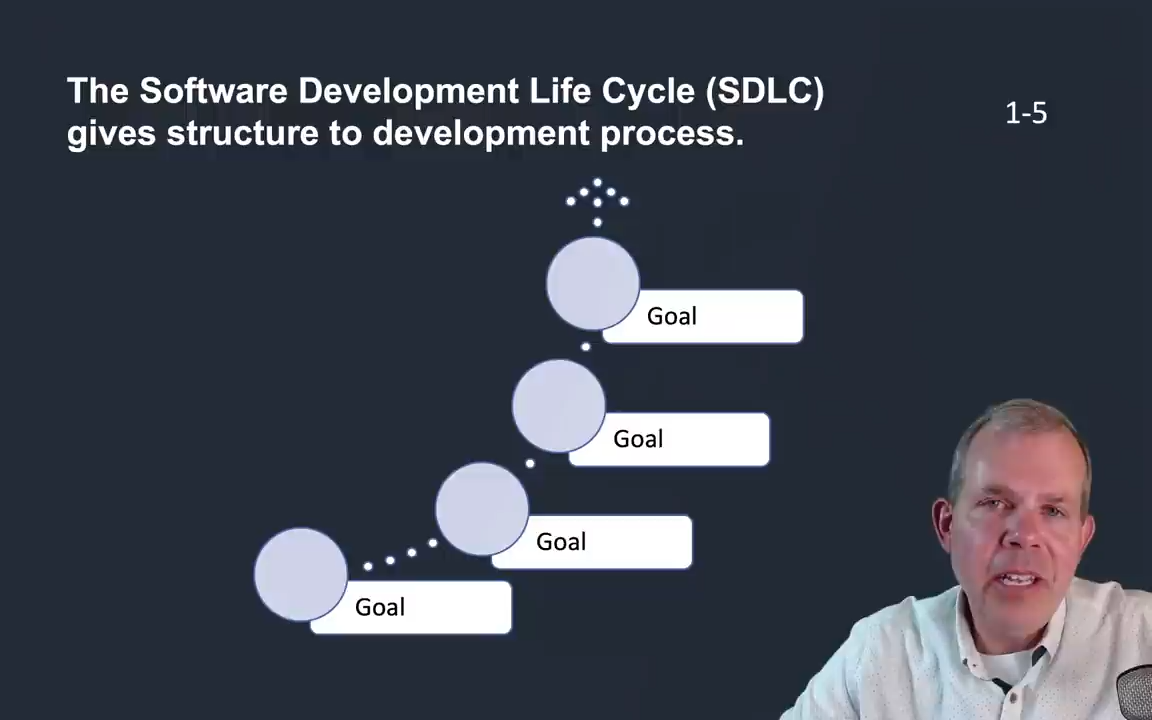 The Software Development Life Cycle (SDLC)
gives structure to development process.
1-5
Goal
Goal
Goal
Goal